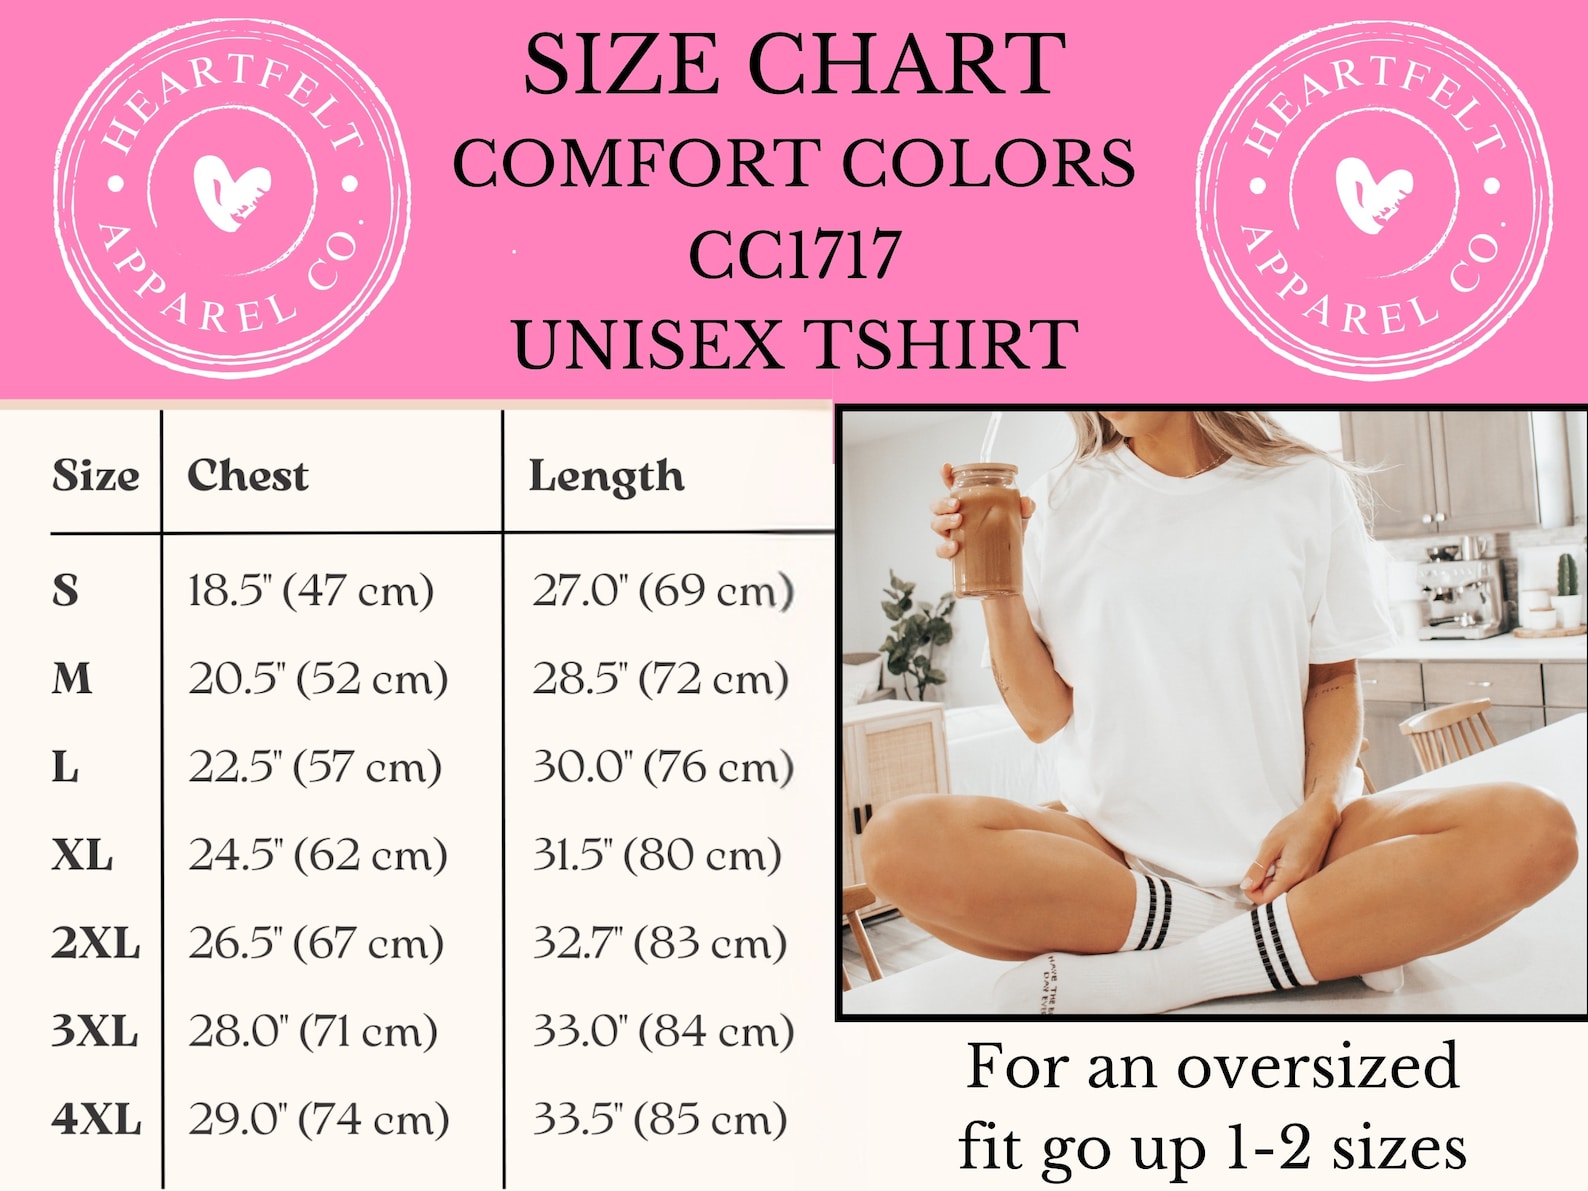 HEARTFELT
APPAREL CO.
SIZE CHART
COMFORT COLORS
CC1717
UNISEX TSHIRT
HEARTFELT
APPAREL CO.
Size Chest Length
S 18.5" (47 cm) 27.0" (69 cm)
M 20.5" (52 cm) 28.5" (72 cm)
L 22.5" (57 cm) 30.0" (76 cm)
XL 24.5" (62 cm) 31.5" (80 cm)
2XL 26.5" (67 cm) 32.7" (83 cm)
3XL 28.0" (71 cm) 33.0" (84 cm)
4XL 29.0" (74 cm) 33.5" (85 cm)
HAVE THE
DAY
For an oversized
fit go up 1-2 sizes